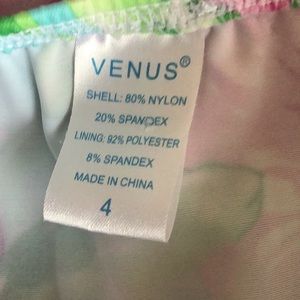 VENUS®
SHELL: 80% NYLON
20% SPANDEX
LINING: 92% POLYESTER
8% SPANDEX
MADE IN CHINA
4